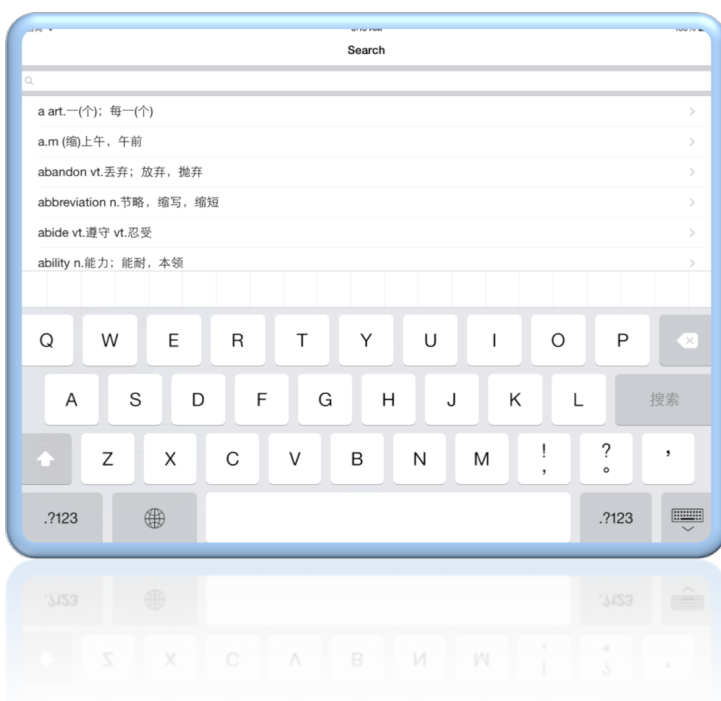 Search
a art.一(个)；每一(个)
a.m (缩)上午，午前
abandon vt.丢弃；放弃，抛弃
abbreviation n.节略，缩写，缩短
abide vt.遵守 vt.忍受
ability n.能力；能耐，本领
Q W E R T Y U I O P
A S D F G H J K L 搜索
Z X C V B N M ! , ? 。 ’
.?123 .?123